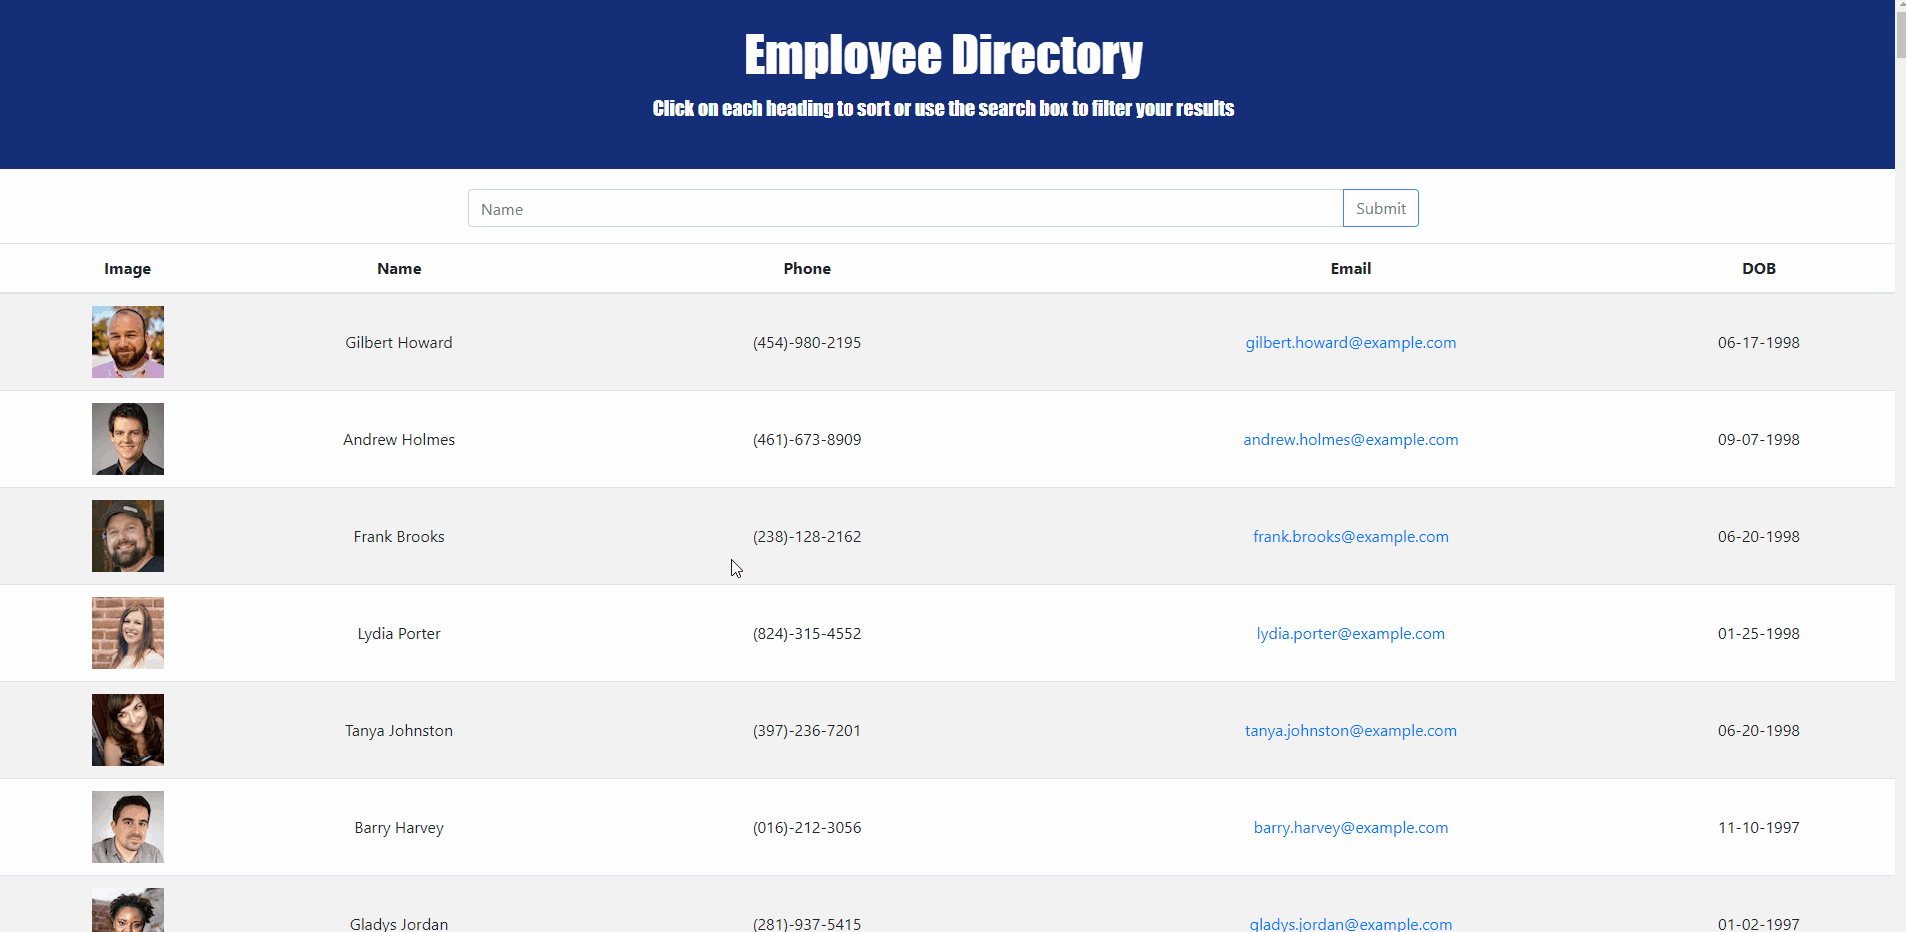 Employee Directory
Click on each heading to sort or use the search box to filter your results
Name Submit
Image Name Phone Email DOB
Gilbert Howard (454)-980-2195 gilbert.howard@example.com 06-17-1998
Andrew Holmes (461)-673-8909 andrew.holmes@example.com 09-07-1998
Frank Brooks (238)-128-2162 frank.brooks@example.com 06-20-1998
Lydia Porter (824)-315-4552 lydia.porter@example.com 01-25-1998
Tanya Johnston (397)-236-7201 tanya.johnston@example.com 06-20-1998
Barry Harvey (016)-212-3056 barry.harvey@example.com 11-10-1997
Gladys Jordan (281)-937-5415 gladys.jordan@example.com 01-02-1997